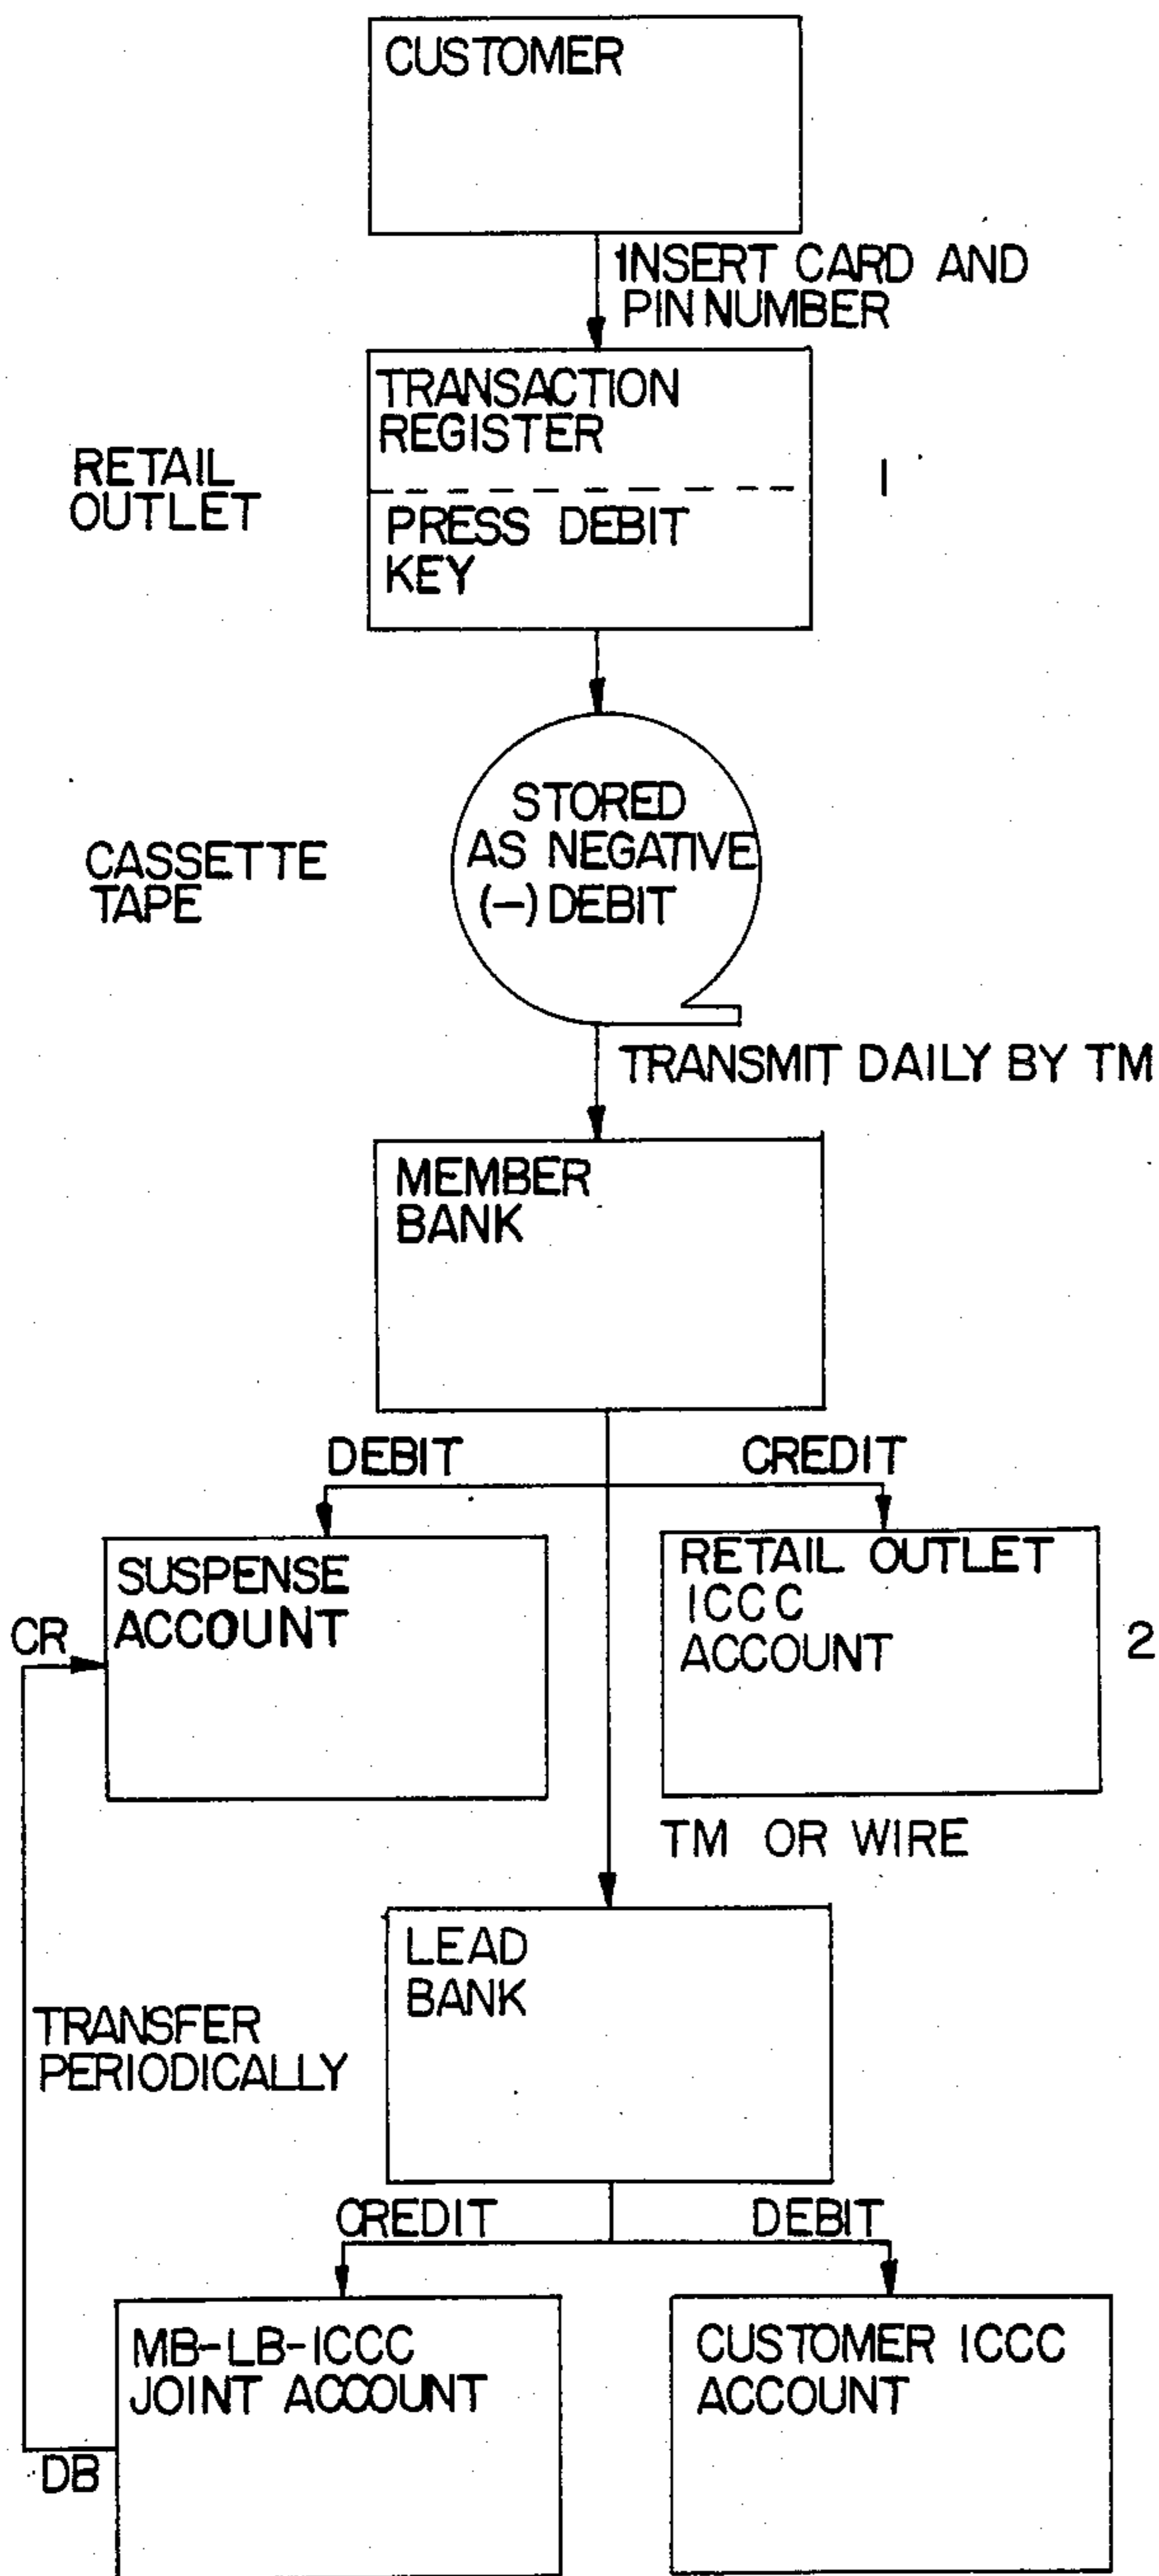 CUSTOMER
INSERT CARD AND
PIN NUMBER
TRANSACTION
REGISTER
RETAIL
OUTLET
1
PRESS DEBIT
KEY
STORED
AS NEGATIVE
(-) DEBIT
CASSETTE
TAPE
TRANSMIT DAILY BY TM
MEMBER
BANK
DEBIT
CREDIT
SUSPENSE
ACCOUNT
CR
RETAIL OUTLET
ICCC
ACCOUNT
2
TM OR WIRE
LEAD
BANK
TRANSFER
PERIODICALLY
CREDIT
DEBIT
MB-LB-ICCC
JOINT ACCOUNT
CUSTOMER ICCC
ACCOUNT
DB